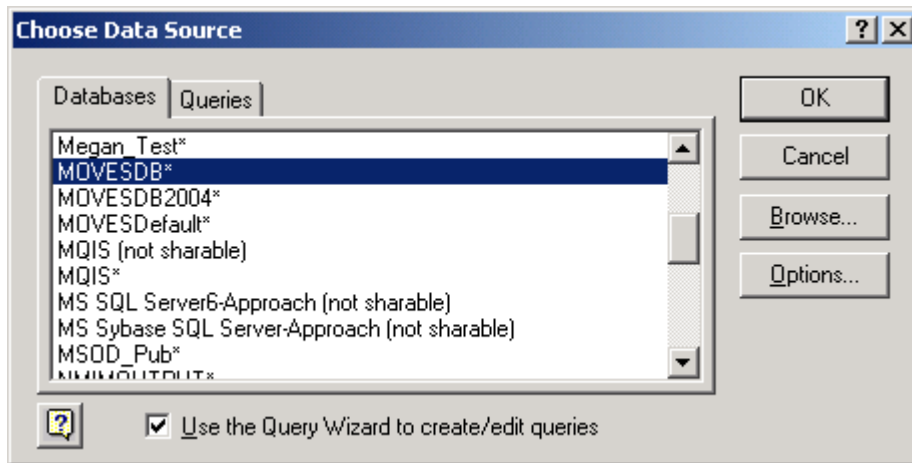 Choose Data Source
Databases Queries
Megan_Test*
MOVESDB*
MOVESDB2004*
MOVESDefault*
MQIS (not sharable)
MQIS*
MS SQL Server6-Approach (not sharable)
MS Sybase SQL Server-Approach (not sharable)
MSOD_Pub*
NMIMOUTPUT*
OK
Cancel
Browse...
Options...
Use the Query Wizard to create/edit queries